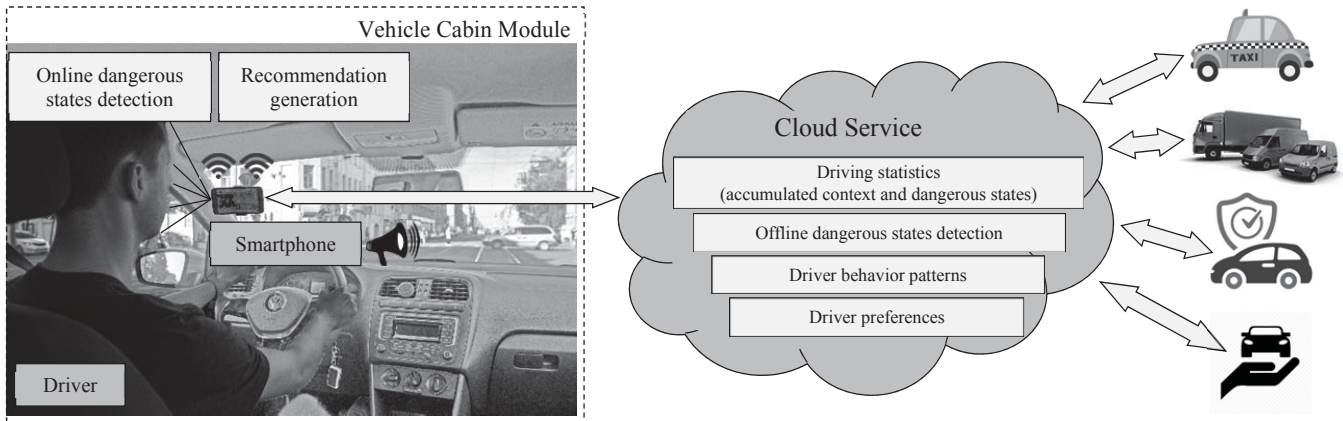 Vehicle Cabin Module
Online dangerous
states detection
Recommendation
generation
Smartphone
Driver
Cloud Service
Driving statistics
(accumulated context and dangerous states)
Offline dangerous states detection
Driver behavior patterns
Driver preferences
TAXI